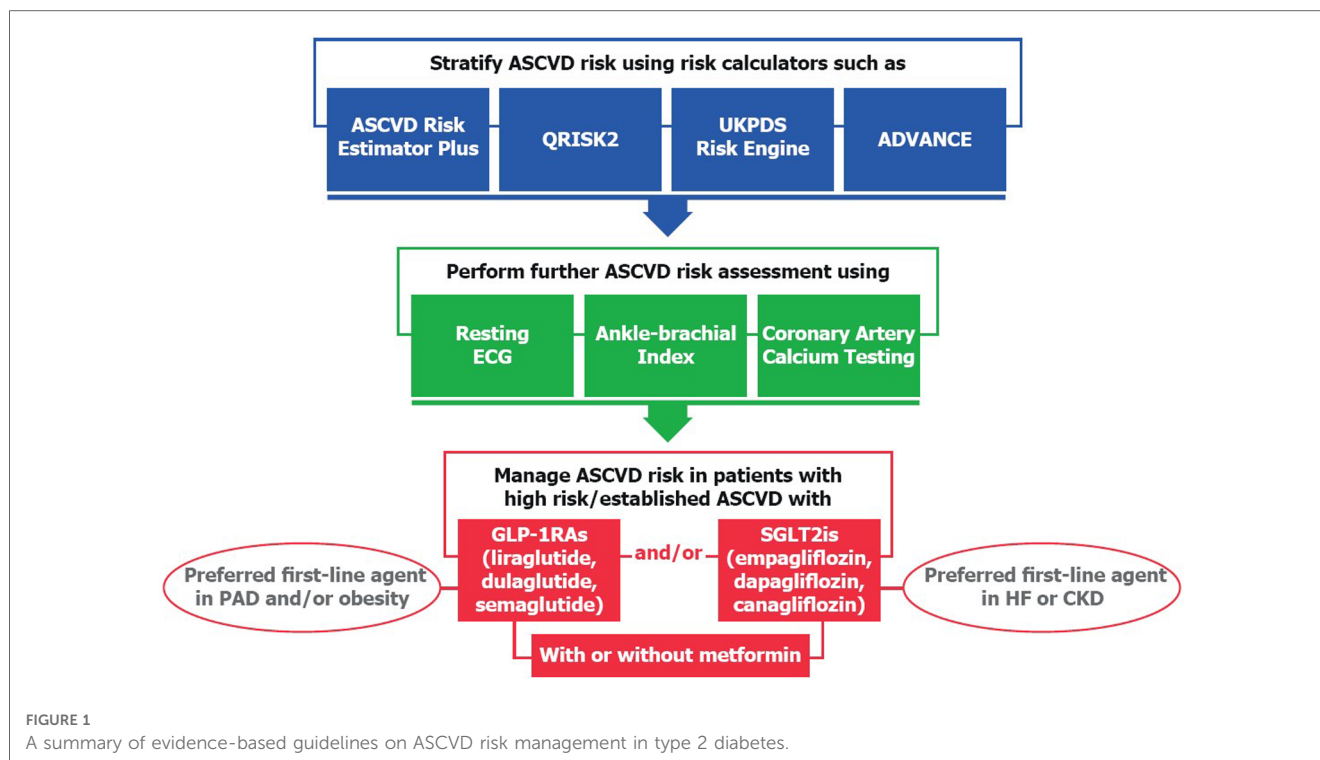 Stratify ASCVD risk using risk calculators such as
ASCVD Risk
Estimator Plus
QRISK2
UKPDS
Risk Engine
ADVANCE
Perform further ASCVD risk assessment using
Resting
ECG
Ankle-brachial
Index
Coronary Artery
Calcium Testing
Manage ASCVD risk in patients with
high risk/established ASCVD with
Preferred first-line agent
in PAD and/or obesity
GLP-1RAs
(liraglutide,
dulaglutide,
semaglutide)
and/or
SGLT2is
(empagliflozin,
dapagliflozin,
canagliflozin)
Preferred first-line agent
in HF or CKD
With or without metformin
FIGURE 1
A summary of evidence-based guidelines on ASCVD risk management in type 2 diabetes.